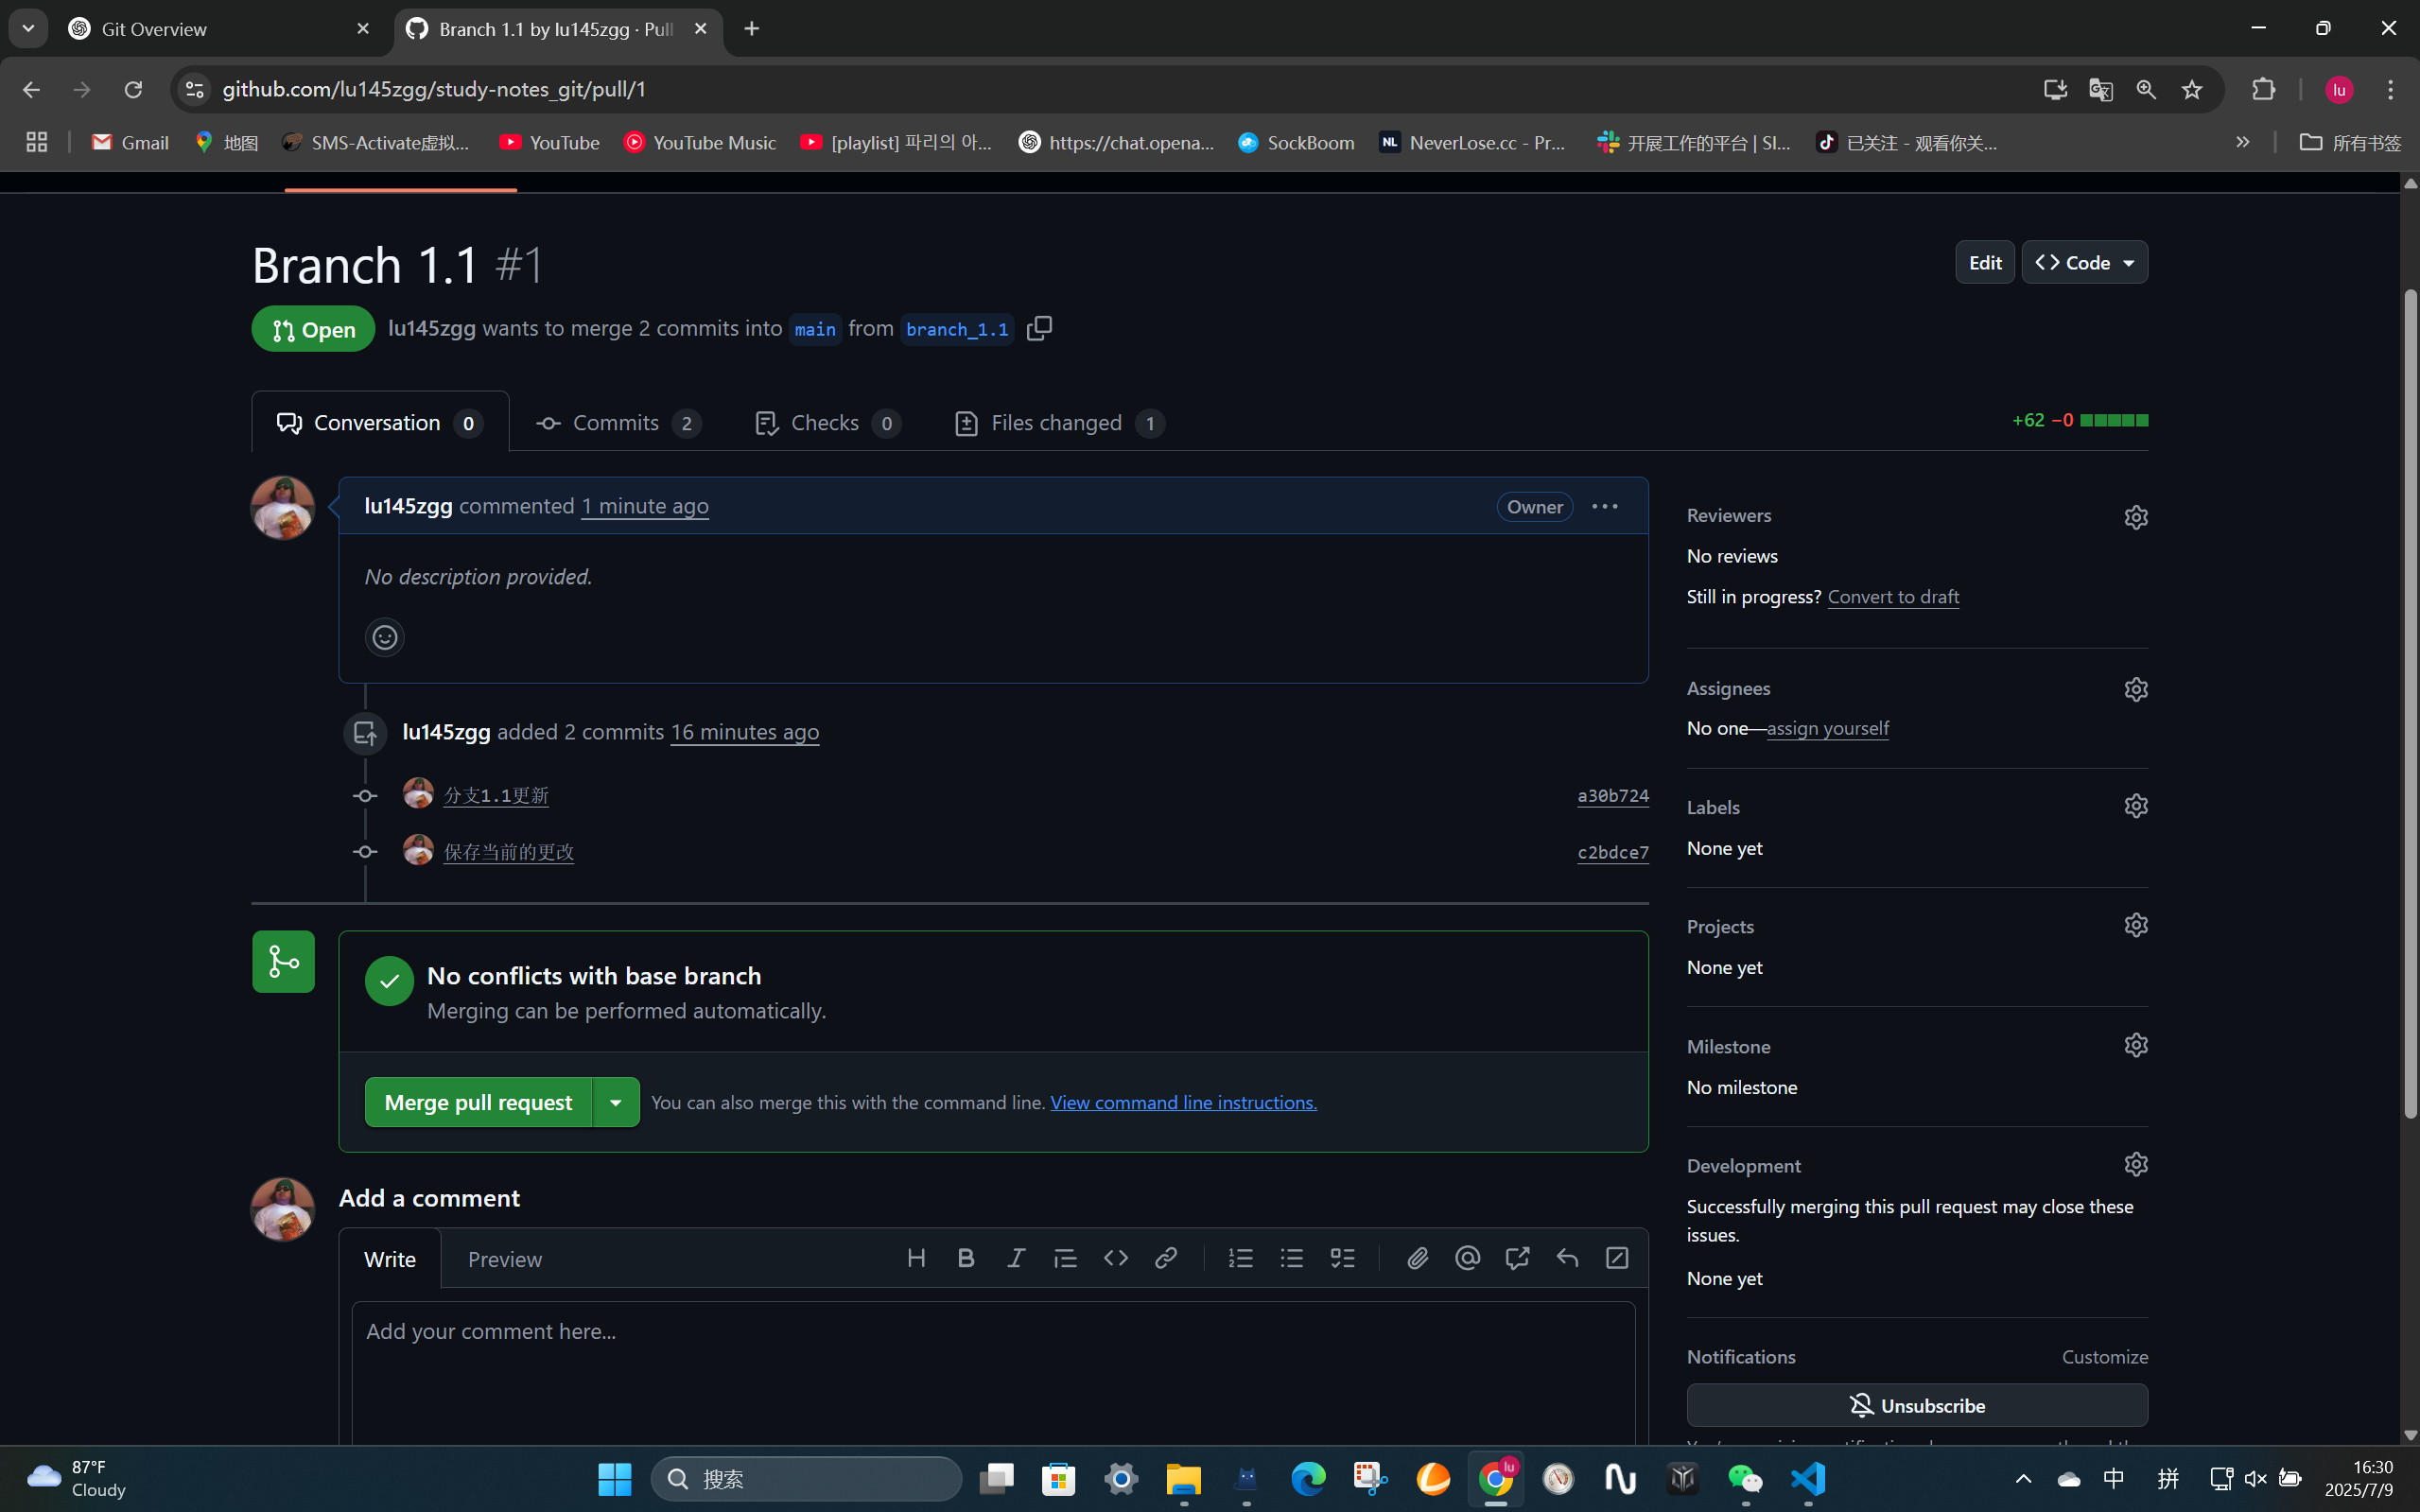 Git Overview
Branch 1.1 by lu145zgg · Pull
github.com/lu145zgg/study-notes_git/pull/1
lu
Gmail
地图
SMS-Activate虚拟...
YouTube
YouTube Music
[playlist] 파리의 아...
https://chat.opena...
SockBoom
NL
NeverLose.cc - Pr...
开展工作的平台 | Sl...
已关注 - 观看你关...
所有书签
Branch 1.1 #1
Edit
Code
Open
lu145zgg wants to merge 2 commits into main from branch_1.1
Conversation 0
Commits 2
Checks 0
Files changed 1
+62 −0
lu145zgg commented 1 minute ago
Owner
No description provided.
lu145zgg added 2 commits 16 minutes ago
分支1.1更新
a30b724
保存当前的更改
c2bdce7
No conflicts with base branch
Merging can be performed automatically.
Merge pull request
You can also merge this with the command line. View command line instructions.
Add a comment
Write
Preview
Add your comment here...
Reviewers
No reviews
Still in progress? Convert to draft
Assignees
No one—assign yourself
Labels
None yet
Projects
None yet
Milestone
No milestone
Development
Successfully merging this pull request may close these
issues.
None yet
Notifications
Customize
Unsubscribe
87°F
Cloudy
搜索
lu
中
拼
16:30
2025/7/9